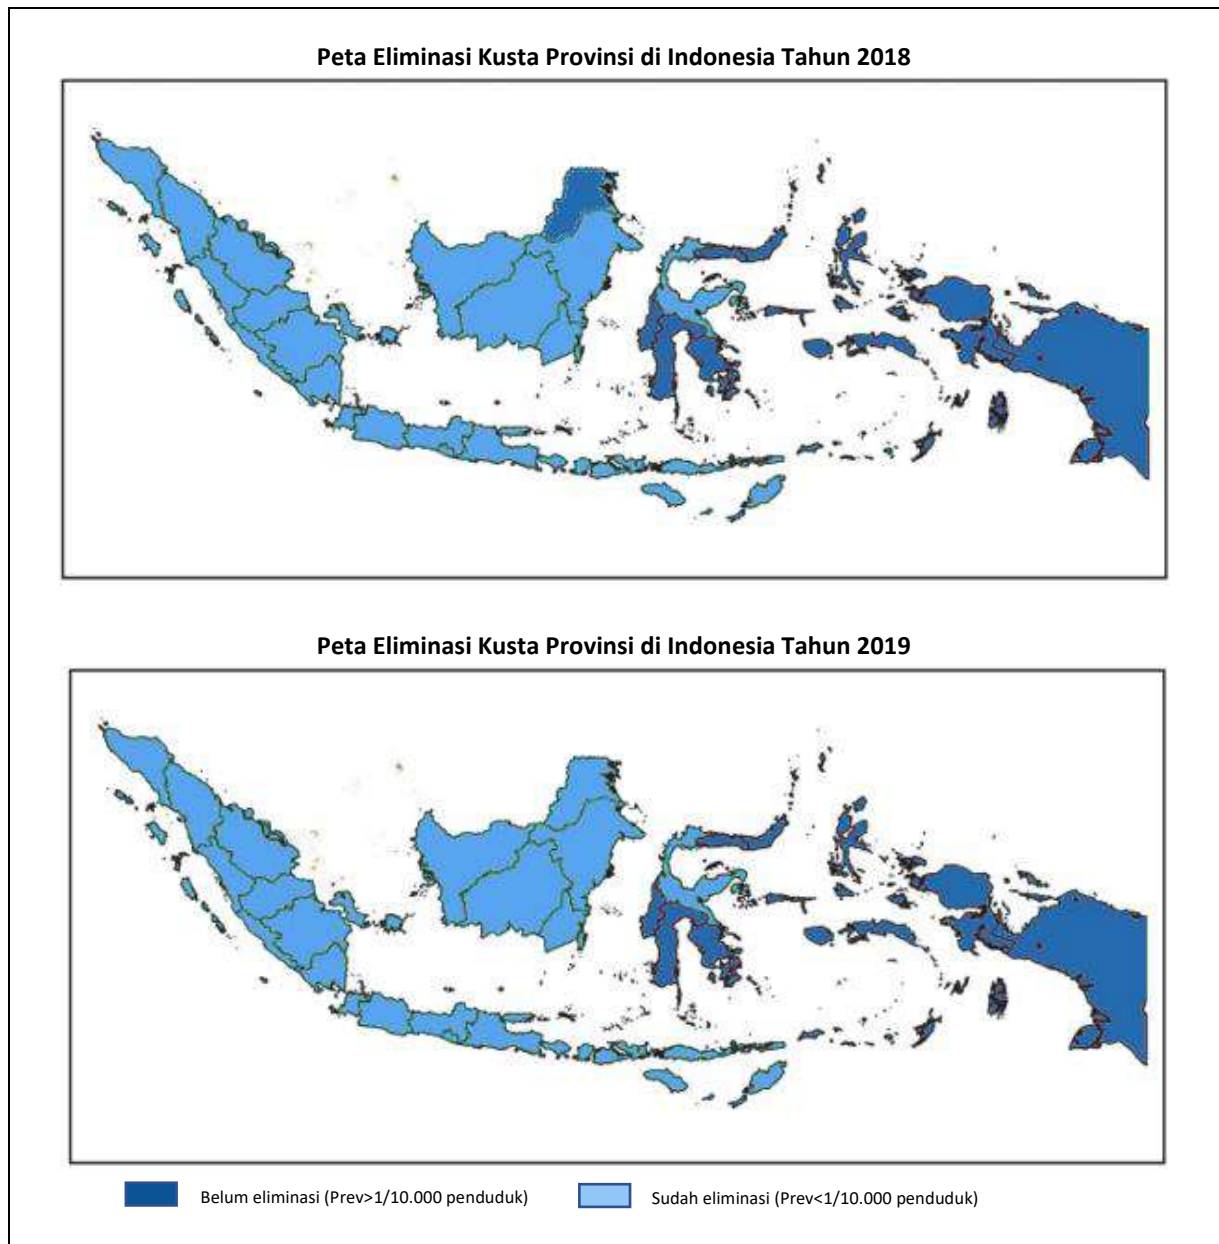 Peta Eliminasi Kusta Provinsi di Indonesia Tahun 2018
Peta Eliminasi Kusta Provinsi di Indonesia Tahun 2019
Belum eliminasi (Prev>1/10.000 penduduk)
Sudah eliminasi (Prev<1/10.000 penduduk)